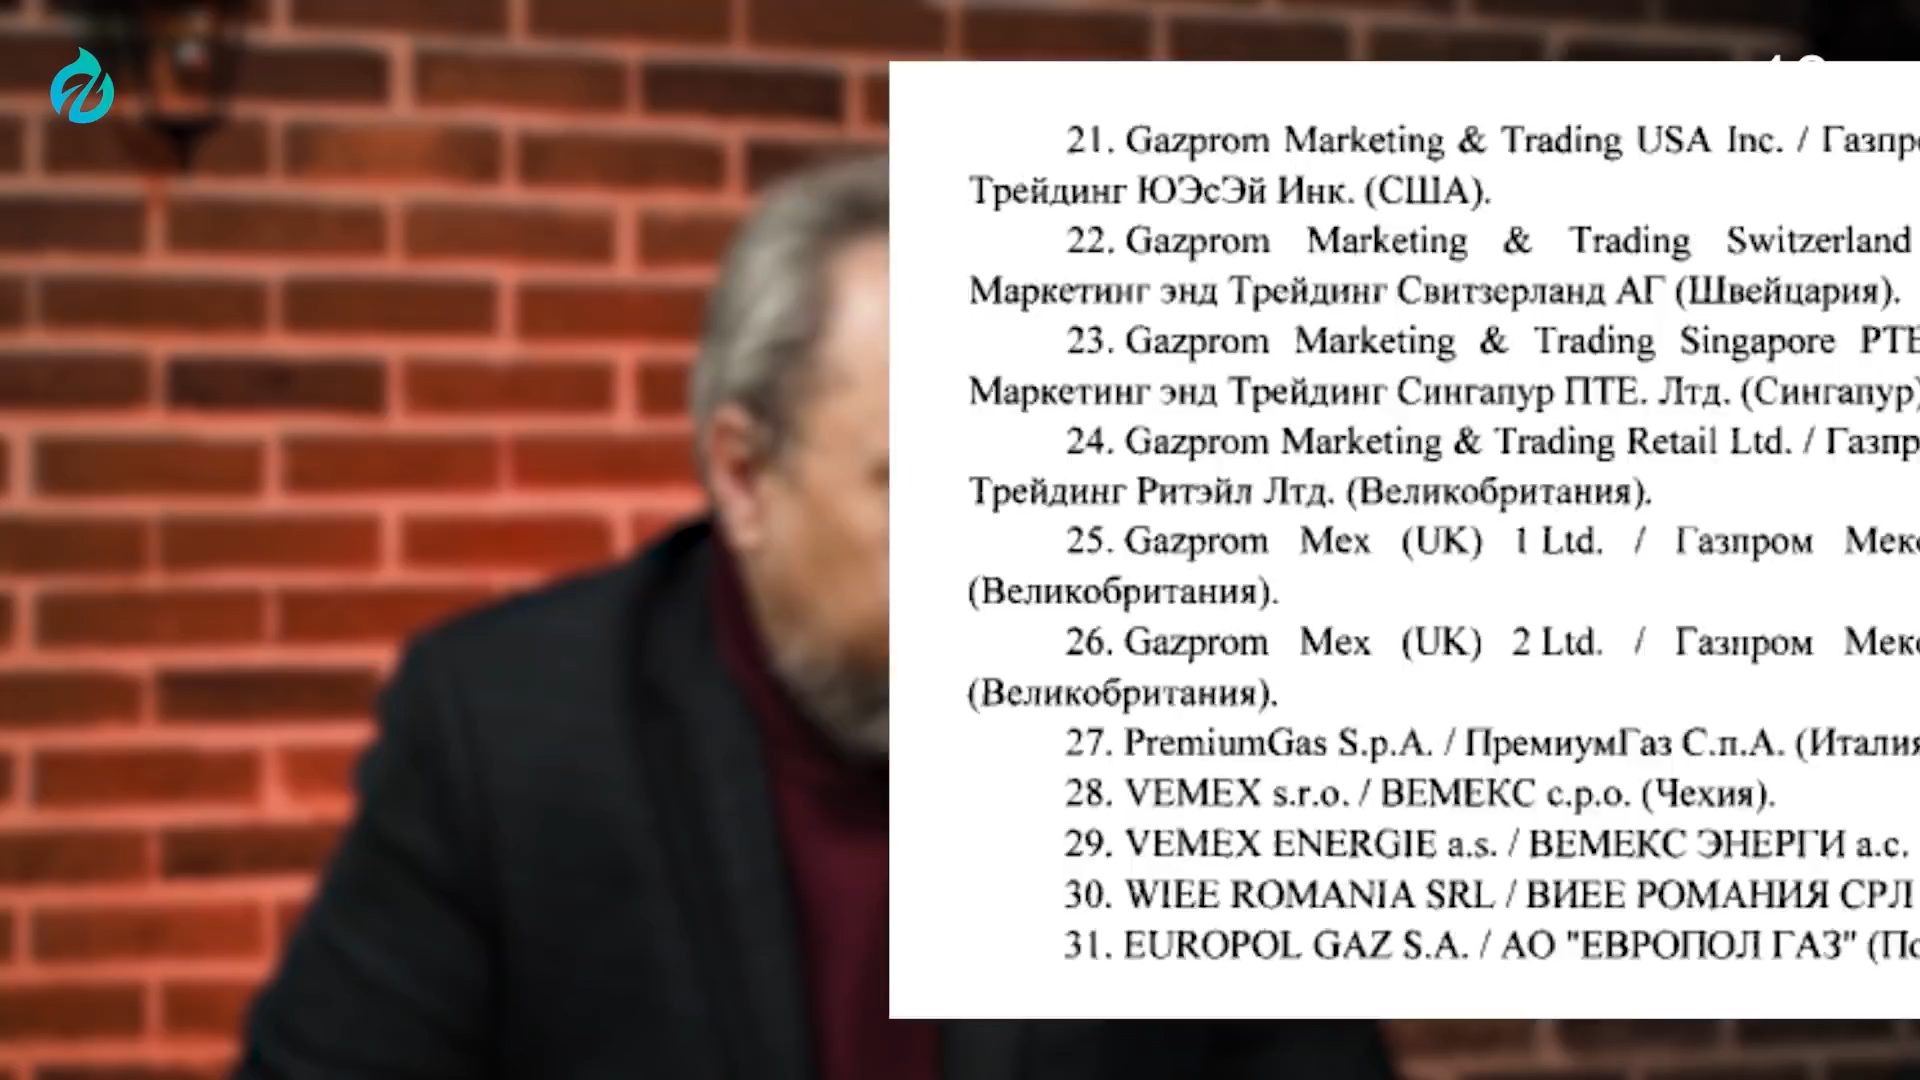 21. Gazprom Marketing & Trading USA Inc. /
Трейдинг ЮЭсЭй Инк. (США).
22. Gazprom Marketing & Trading Switzerland
Маркетинг энд Трейдинг Свитзерланд АГ (Швейцария).
23. Gazprom Marketing & Trading Singapore
Маркетинг энд Трейдинг Сингапур ПТЕ. Лтд. (Сингапур)
24. Gazprom Marketing & Trading Retail Ltd. /
Трейдинг Ритэйл Лтд. (Великобритания).
25. Gazprom Mex (UK) 1 Ltd. / Газпром
(Великобритания).
26. Gazprom Mex (UK) 2 Ltd. / Газпром
(Великобритания).
27. PremiumGas S.p.A. / ПремиумГаз С.п.А.
28. VEMEX s.r.o. / ВЕМЕКС с.р.о. (Чехия).
29. VEMEX ENERGIE a.s. / ВЕМЕКС ЭНЕРГИ а.с.
30. WIEE ROMANIA SRL / ВИЕЕ РОМАНИЯ СРЛ
31. EUROPOL GAZ S.A. / АО "ЕВРОПОЛ ГАЗ"